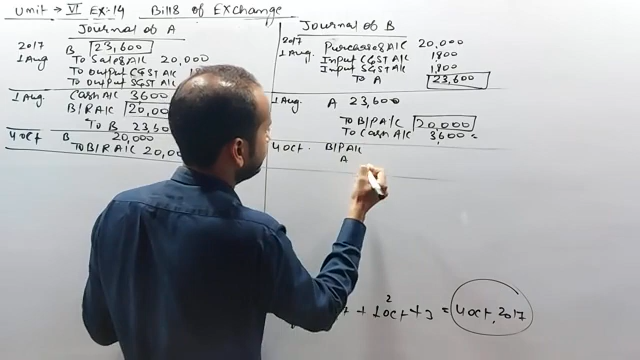 Unit - VI Ex-14 Bills of Exchange
Journal of A
2017
1 Aug B 23,600
To Sales A/c 20,000
To Output CGST A/c
To Output SGST A/c
1 Aug. Cash A/c 3600
B/R A/c 20,000
To B 23,600
4 Oct B 20,000
To B/R A/c 20,000
Journal of B
2017
1 Aug Purchases A/c 20,000
Input CGST A/c 1800
Input SGST A/c 1,800
To A 23,600
1 Aug A 23,600
To B/P A/c 20,000
To Cash A/c 3,600 =
4 Oct. B/P A/c
A
+ 2 Oct + 3 = 4 Oct, 2017